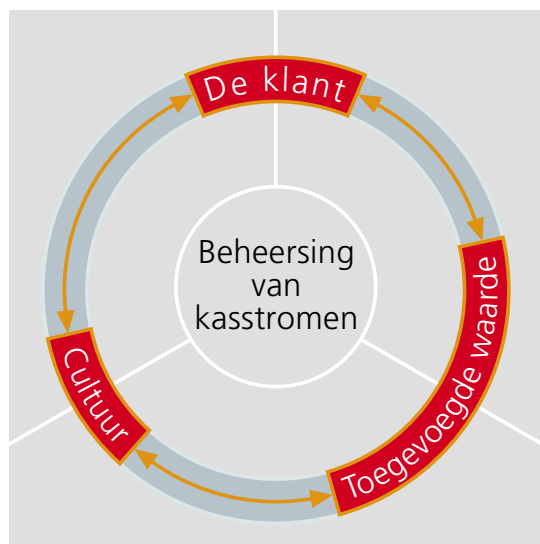 De klant
Beheersing
van
kasstromen
Toegevoegde waarde
Cultuur